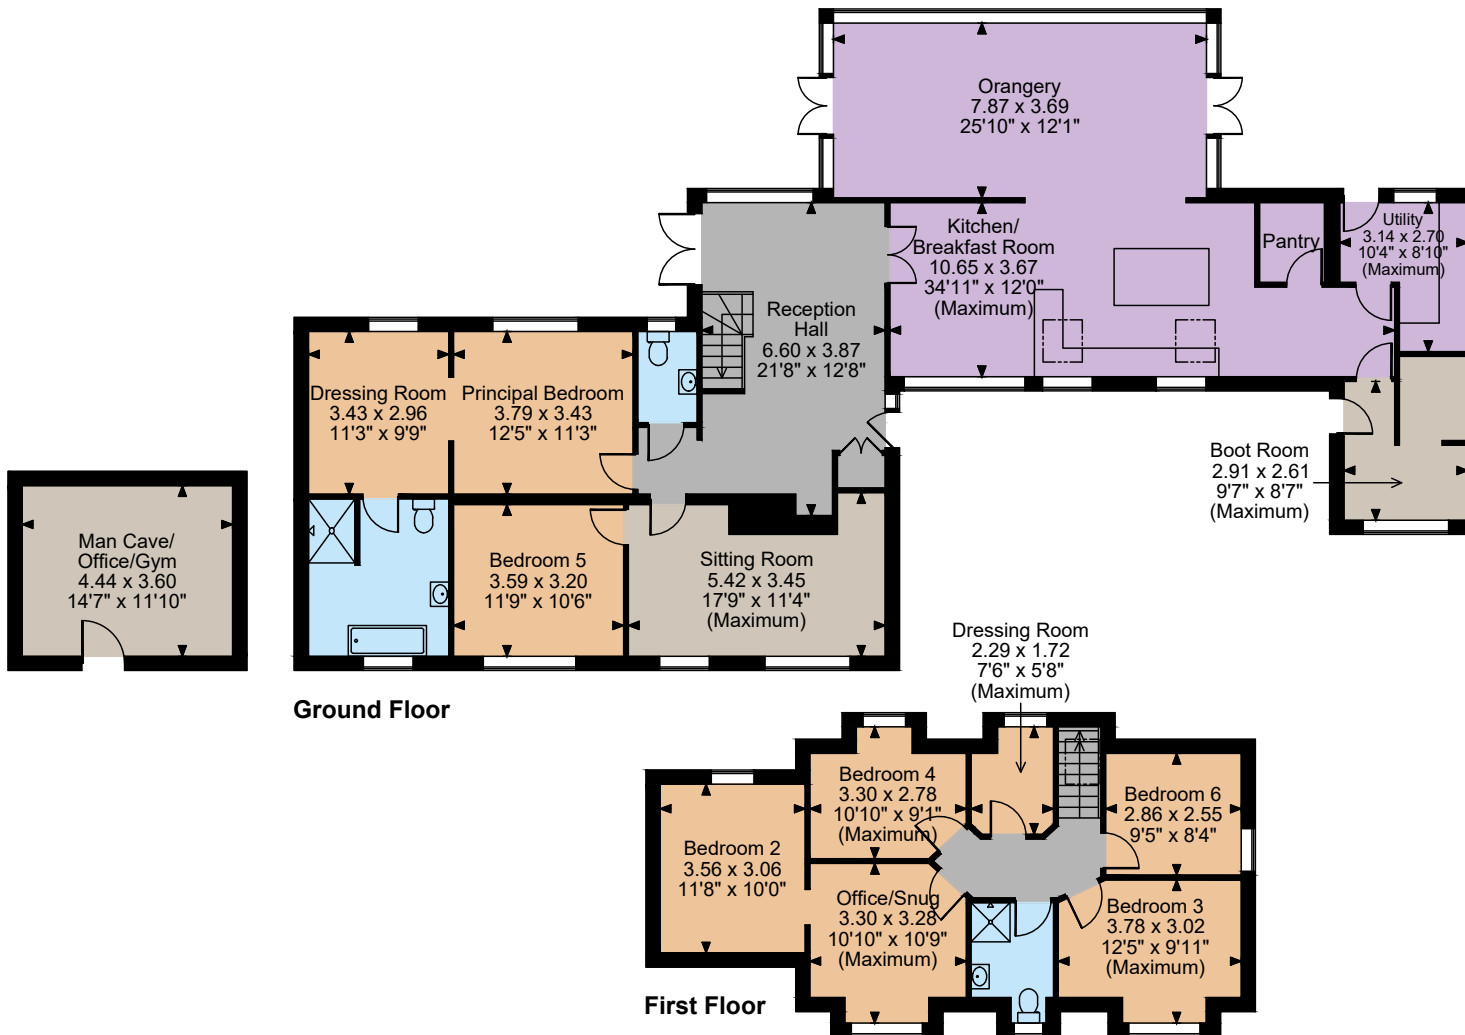 Orangery
7.87 x 3.69
25'10" x 12'1"
Kitchen/
Breakfast Room
10.65 x 3.67
34'11" x 12'0"
(Maximum)
Pantry
Utility
3.14 x 2.70
10'4" x 8'10"
(Maximum)
Reception
Hall
6.60 x 3.87
21'8" x 12'8"
Dressing Room
3.43 x 2.96
11'3" x 9'9"
Principal Bedroom
3.79 x 3.43
12'5" x 11'3"
Boot Room
2.91 x 2.61
9'7" x 8'7"
(Maximum)
Man Cave/
Office/Gym
4.44 x 3.60
14'7" x 11'10"
Bedroom 5
3.59 x 3.20
11'9" x 10'6"
Sitting Room
5.42 x 3.45
17'9" x 11'4"
(Maximum)
Ground Floor
Dressing Room
2.29 x 1.72
7'6" x 5'8"
(Maximum)
Bedroom 4
3.30 x 2.78
10'10" x 9'1"
(Maximum)
Bedroom 6
2.86 x 2.55
9'5" x 8'4"
Bedroom 2
3.56 x 3.06
11'8" x 10'0"
Office/Snug
3.30 x 3.28
10'10" x 10'9"
(Maximum)
Bedroom 3
3.78 x 3.02
12'5" x 9'11"
(Maximum)
First Floor